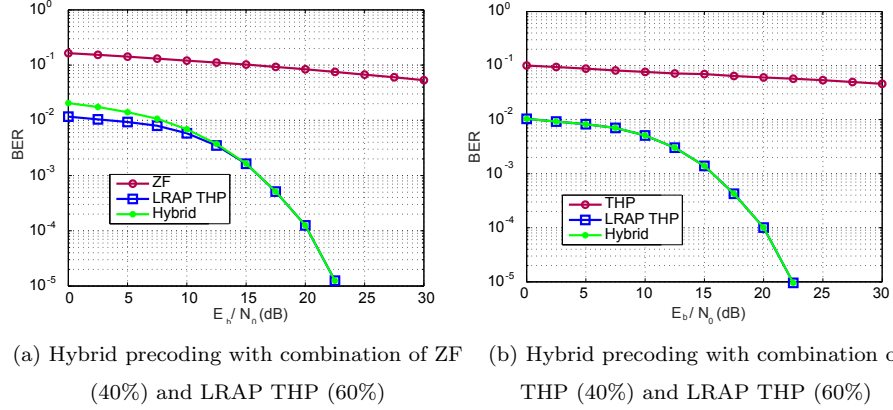 10^0
10^-1
10^-2
10^-3
10^-4
10^-5
BER
ZF
LRAP THP
Hybrid
0 5 10 15 20 25 30
E_b / N_0 (dB)
10^0
10^-1
10^-2
10^-3
10^-4
10^-5
BER
THP
LRAP THP
Hybrid
0 5 10 15 20 25 30
E_b / N_0 (dB)
(a) Hybrid precoding with combination of ZF
(40%) and LRAP THP (60%)
(b) Hybrid precoding with combination o
THP (40%) and LRAP THP (60%)